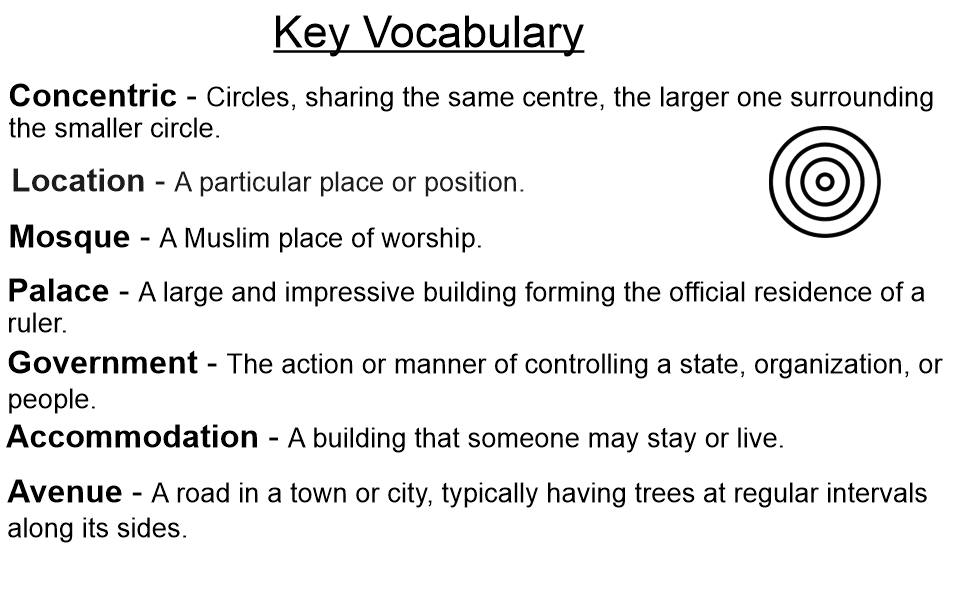 Key Vocabulary
Concentric - Circles, sharing the same centre, the larger one surrounding
the smaller circle.
Location - A particular place or position.
Mosque - A Muslim place of worship.
Palace - A large and impressive building forming the official residence of a
ruler.
Government - The action or manner of controlling a state, organization, or
people.
Accommodation - A building that someone may stay or live.
Avenue - A road in a town or city, typically having trees at regular intervals
along its sides.